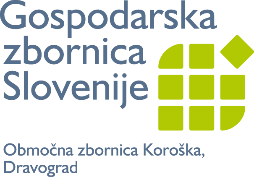 Gospodarska
zbornica
Slovenije
Območna zbornica Koroška,
Dravograd